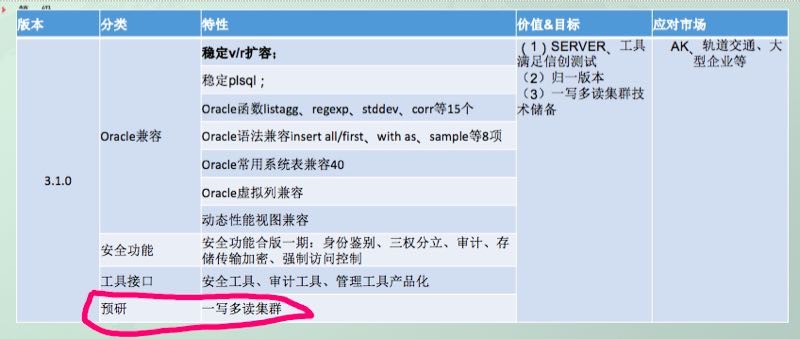 版本 分类 特性 价值&目标 应对市场
3.1.0
Oracle兼容
稳定v/r扩容；
稳定plsql；
Oracle函数listagg、regexp、stddev、corr等15个
Oracle语法兼容insert all/first、with as、sample等8项
Oracle常用系统表兼容40
Oracle虚拟列兼容
动态性能视图兼容
安全功能
安全功能合版一期：身份鉴别、三权分立、审计、存
储传输加密、强制访问控制
工具接口 安全工具、审计工具、管理工具产品化
预研 一写多读集群
（1）SERVER、工具
满足信创测试
（2）归一版本
（3）一写多读集群技
术储备
AK、轨道交通、大
型企业等